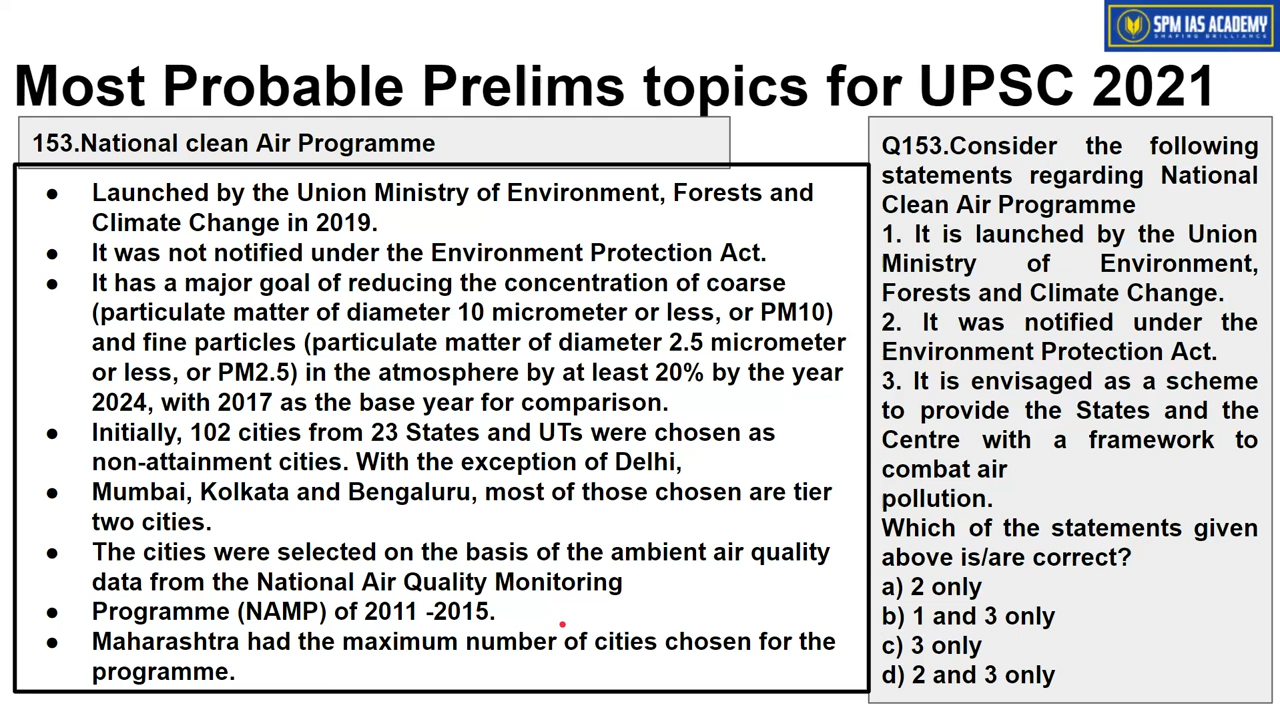 SPM IAS ACADEMY
SHAPING BRILLIANCE
Most Probable Prelims topics for UPSC 2021
153.National clean Air Programme
● Launched by the Union Ministry of Environment, Forests and
Climate Change in 2019.
● It was not notified under the Environment Protection Act.
● It has a major goal of reducing the concentration of coarse
(particulate matter of diameter 10 micrometer or less, or PM10)
and fine particles (particulate matter of diameter 2.5 micrometer
or less, or PM2.5) in the atmosphere by at least 20% by the year
2024, with 2017 as the base year for comparison.
● Initially, 102 cities from 23 States and UTs were chosen as
non-attainment cities. With the exception of Delhi,
● Mumbai, Kolkata and Bengaluru, most of those chosen are tier
two cities.
● The cities were selected on the basis of the ambient air quality
data from the National Air Quality Monitoring
● Programme (NAMP) of 2011 -2015.
● Maharashtra had the maximum number of cities chosen for the
programme.
Q153.Consider the following
statements regarding National
Clean Air Programme
1. It is launched by the Union
Ministry of Environment,
Forests and Climate Change.
2. It was notified under the
Environment Protection Act.
3. It is envisaged as a scheme
to provide the States and the
Centre with a framework to
combat air
pollution.
Which of the statements given
above is/are correct?
a) 2 only
b) 1 and 3 only
c) 3 only
d) 2 and 3 only